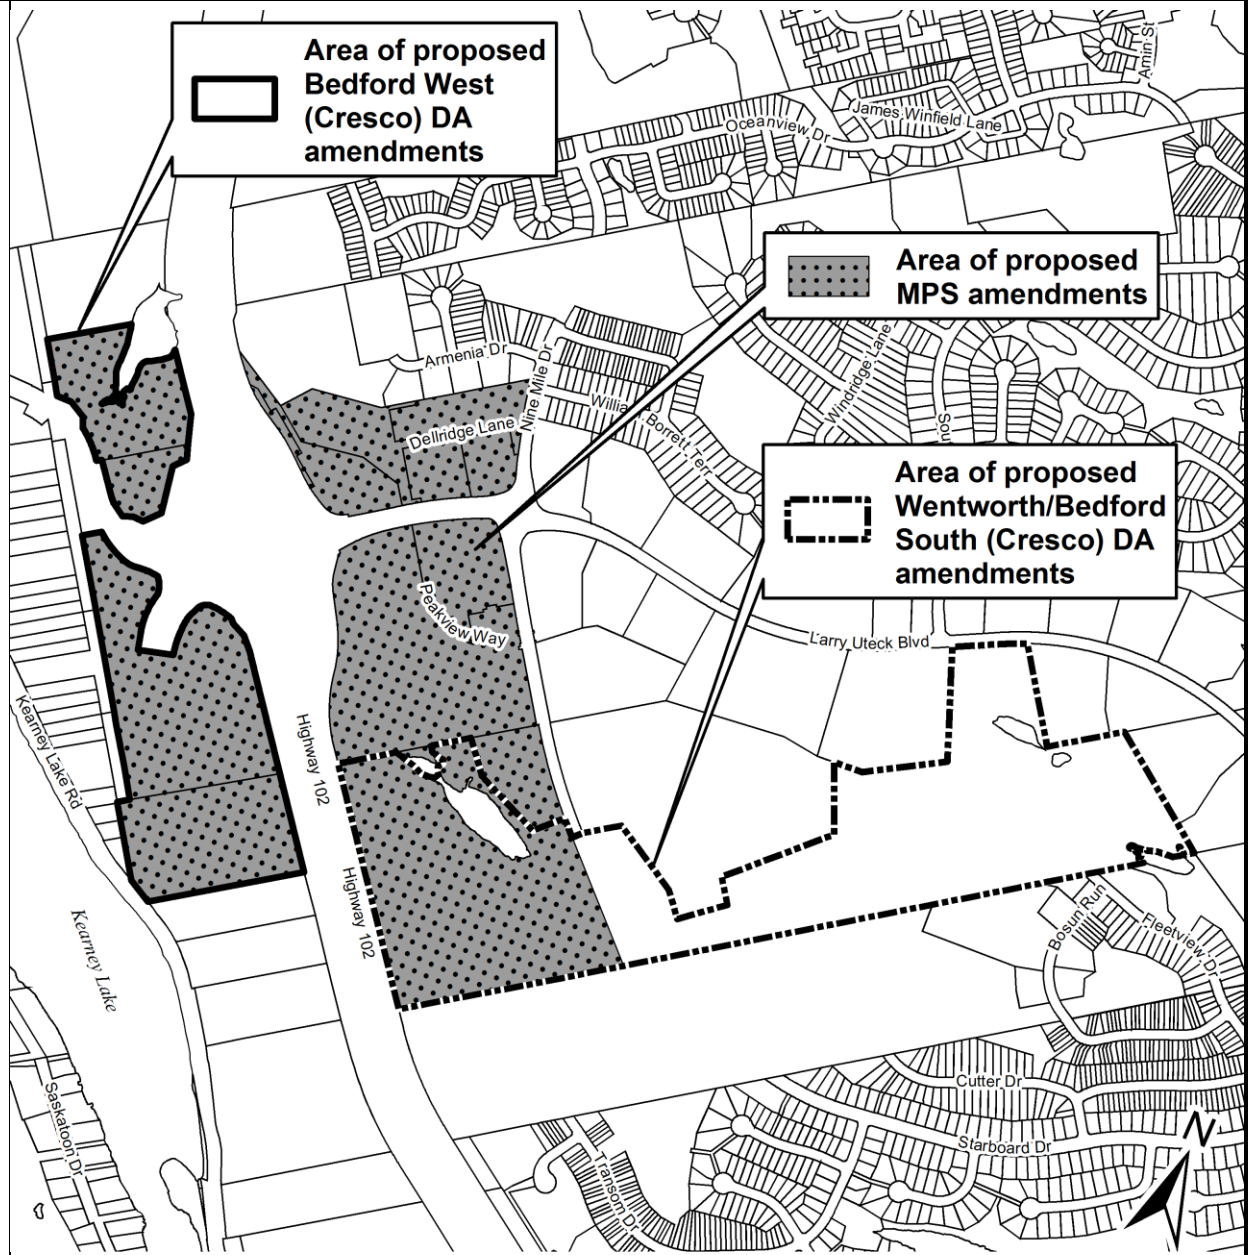 Area of proposed
Bedford West
(Cresco) DA
amendments
Amin St
James Winfield Lane
Oceanview Dr
Area of proposed
MPS amendments
Armenia Dr
Nine Mile Dr
Windridge Lane
Dellridge Lane
Borrett Terr
Sou
Area of proposed
Wentworth/Bedford
South (Cresco) DA
amendments
Peakview Way
Larry Uteck Blvd
Kearney Lake Rd
Highway 102
Highway 102
Kearney Lake
Bosun Run
Fleetview Dr
Saskatoon Dr
Cutter Dr
Starboard Dr
Transom Dr
N